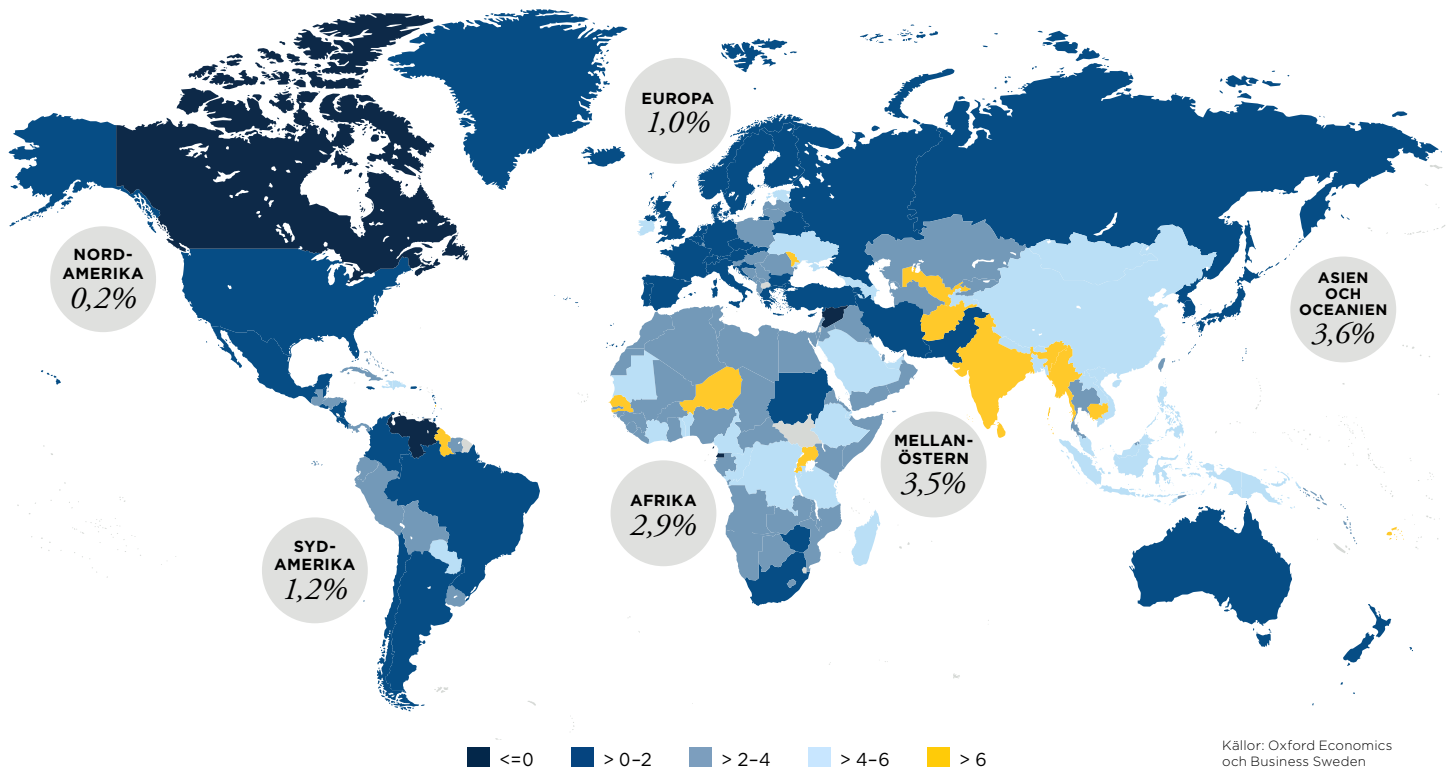 EUROPA
1,0%
NORD-
AMERIKA
0,2%
ASIEN
OCH
OCEANIEN
3,6%
MELLAN-
ÖSTERN
3,5%
AFRIKA
2,9%
SYD-
AMERIKA
1,2%
<=0
> 0–2
> 2–4
> 4–6
> 6
Källor: Oxford Economics
och Business Sweden